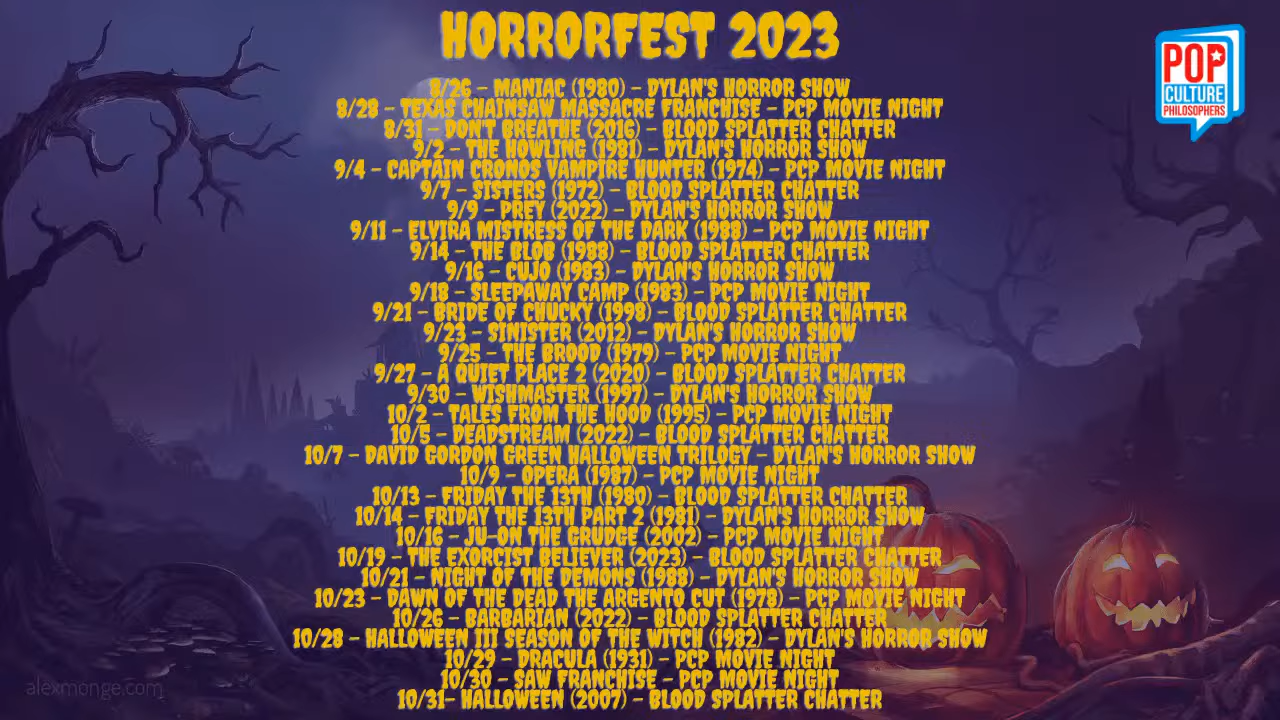 HORRORFEST 2023
POP
CULTURE
PHILOSOPHERS
8/26 - MANIAC (1980) - DYLAN'S HORROR SHOW
8/28 - TEXAS CHAINSAW MASSACRE FRANCHISE - PCP MOVIE NIGHT
8/31 - DON'T BREATHE (2016) - BLOOD SPLATTER CHATTER
9/2 - THE HOWLING (1981) - DYLAN'S HORROR SHOW
9/4 - CAPTAIN CRONOS VAMPIRE HUNTER (1974) - PCP MOVIE NIGHT
9/7 - SISTERS (1972) - BLOOD SPLATTER CHATTER
9/9 - PREY (2022) - DYLAN'S HORROR SHOW
9/11 - ELVIRA MISTRESS OF THE DARK (1988) - PCP MOVIE NIGHT
9/14 - THE BLOB (1988) - BLOOD SPLATTER CHATTER
9/16 - CUJO (1983) - DYLAN'S HORROR SHOW
9/18 - SLEEPAWAY CAMP (1983) - PCP MOVIE NIGHT
9/21 - BRIDE OF CHUCKY (1998) - BLOOD SPLATTER CHATTER
9/23 - SINISTER (2012) - DYLAN'S HORROR SHOW
9/25 - THE BROOD (1979) - PCP MOVIE NIGHT
9/27 - A QUIET PLACE 2 (2020) - BLOOD SPLATTER CHATTER
9/30 - WISHMASTER (1997) - DYLAN'S HORROR SHOW
10/2 - TALES FROM THE HOOD (1995) - PCP MOVIE NIGHT
10/5 - DEADSTREAM (2022) - BLOOD SPLATTER CHATTER
10/7 - DAVID GORDON GREEN HALLOWEEN TRILOGY - DYLAN'S HORROR SHOW
10/9 - OPERA (1987) - PCP MOVIE NIGHT
10/13 - FRIDAY THE 13TH (1980) - BLOOD SPLATTER CHATTER
10/14 - FRIDAY THE 13TH PART 2 (1981) - DYLAN'S HORROR SHOW
10/16 - JU-ON THE GRUDGE (2002) - PCP MOVIE NIGHT
10/19 - THE EXORCIST BELIEVER (2023) - BLOOD SPLATTER CHATTER
10/21 - NIGHT OF THE DEMONS (1988) - DYLAN'S HORROR SHOW
10/23 - DAWN OF THE DEAD THE ARGENTO CUT (1978) - PCP MOVIE NIGHT
10/26 - BARBARIAN (2022) - BLOOD SPLATTER CHATTER
10/28 - HALLOWEEN III SEASON OF THE WITCH (1982) - DYLAN'S HORROR SHOW
10/29 - DRACULA (1931) - PCP MOVIE NIGHT
10/30 - SAW FRANCHISE - PCP MOVIE NIGHT
10/31- HALLOWEEN (2007) - BLOOD SPLATTER CHATTER
alexmonge.com